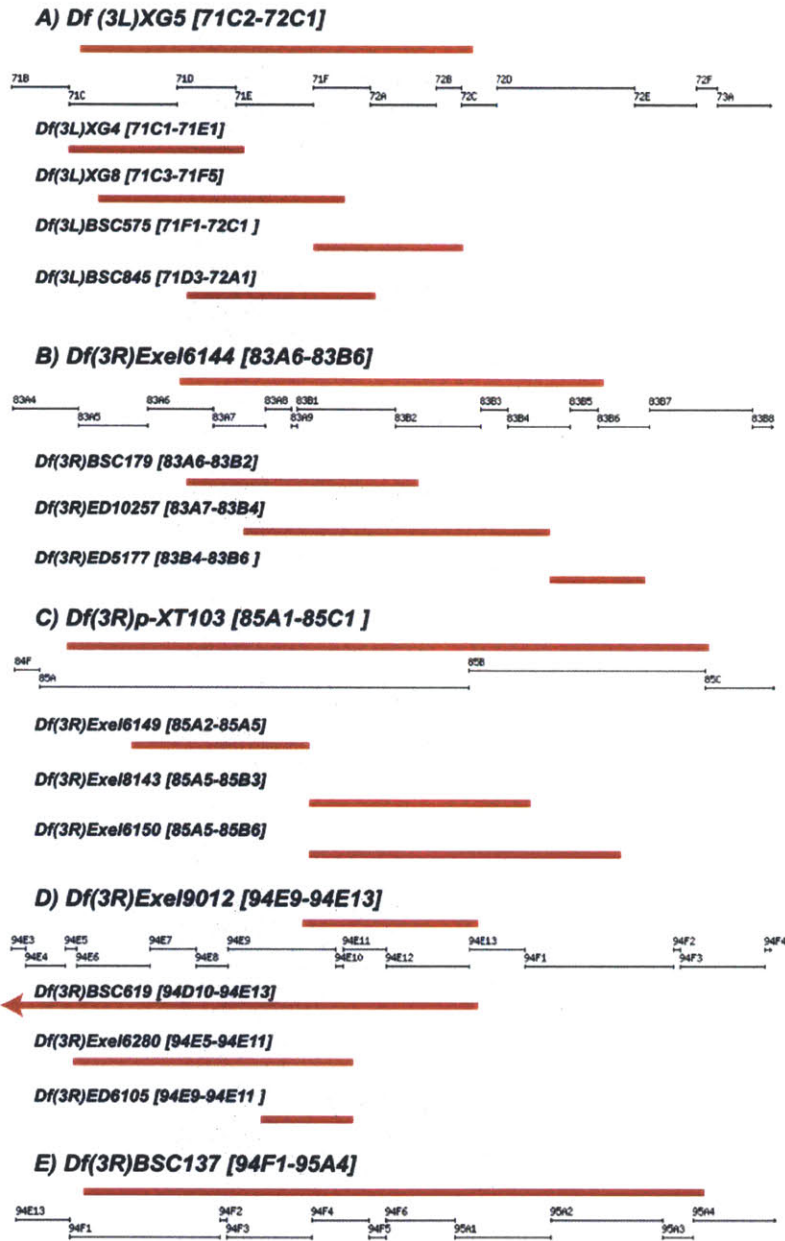 A) Df (3L)XG5 [71C2-72C1]
71B 71D 71F 72B 72D 72F
71C 71E 72A 72C 72E 73A
Df(3L)XG4 [71C1-71E1]
Df(3L)XG8 [71C3-71F5]
Df(3L)BSC575 [71F1-72C1 ]
Df(3L)BSC845 [71D3-72A1]
B) Df(3R)Exel6144 [83A6-83B6]
83A4 83A6 83A8 83B1 83B3 83B5 83B7
83A5 83A7 83A9 83B2 83B4 83B6 83B8
Df(3R)BSC179 [83A6-83B2]
Df(3R)ED10257 [83A7-83B4]
Df(3R)ED5177 [83B4-83B6 ]
C) Df(3R)p-XT103 [85A1-85C1 ]
84F 85B
85A 85C
Df(3R)Exel6149 [85A2-85A5]
Df(3R)Exel8143 [85A5-85B3]
Df(3R)Exel6150 [85A5-85B6]
D) Df(3R)Exel9012 [94E9-94E13]
94E3 94E5 94E7 94E9 94E11 94E13 94F2 94F4
94E4 94E6 94E8 94E10 94E12 94F1 94F3
Df(3R)BSC619 [94D10-94E13]
Df(3R)Exel6280 [94E5-94E11]
Df(3R)ED6105 [94E9-94E11 ]
E) Df(3R)BSC137 [94F1-95A4]
94E13 94F2 94F4 94F6 95A2 95A4
94F1 94F3 94F5 95A1 95A3